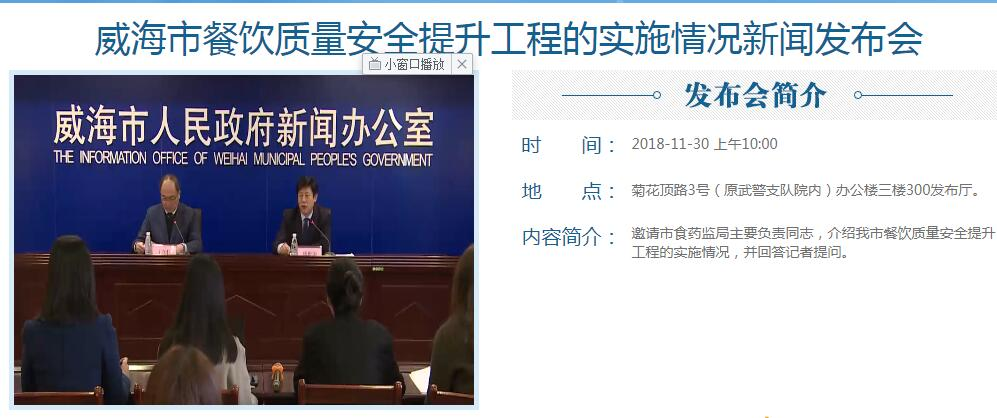 威海市餐饮质量安全提升工程的实施情况新闻发布会
小窗口播放
威海市人民政府新闻办公室
THE INFORMATION OFFICE OF WEIHAI MUNICIPAL PEOPLE'S GOVERNMENT
发布会简介
时 间： 2018-11-30 上午10:00
地 点： 菊花顶路3号（原武警支队院内）办公楼三楼300发布厅。
内容简介： 邀请市食药监局主要负责同志，介绍我市餐饮质量安全提升
工程的实施情况，并回答记者提问。